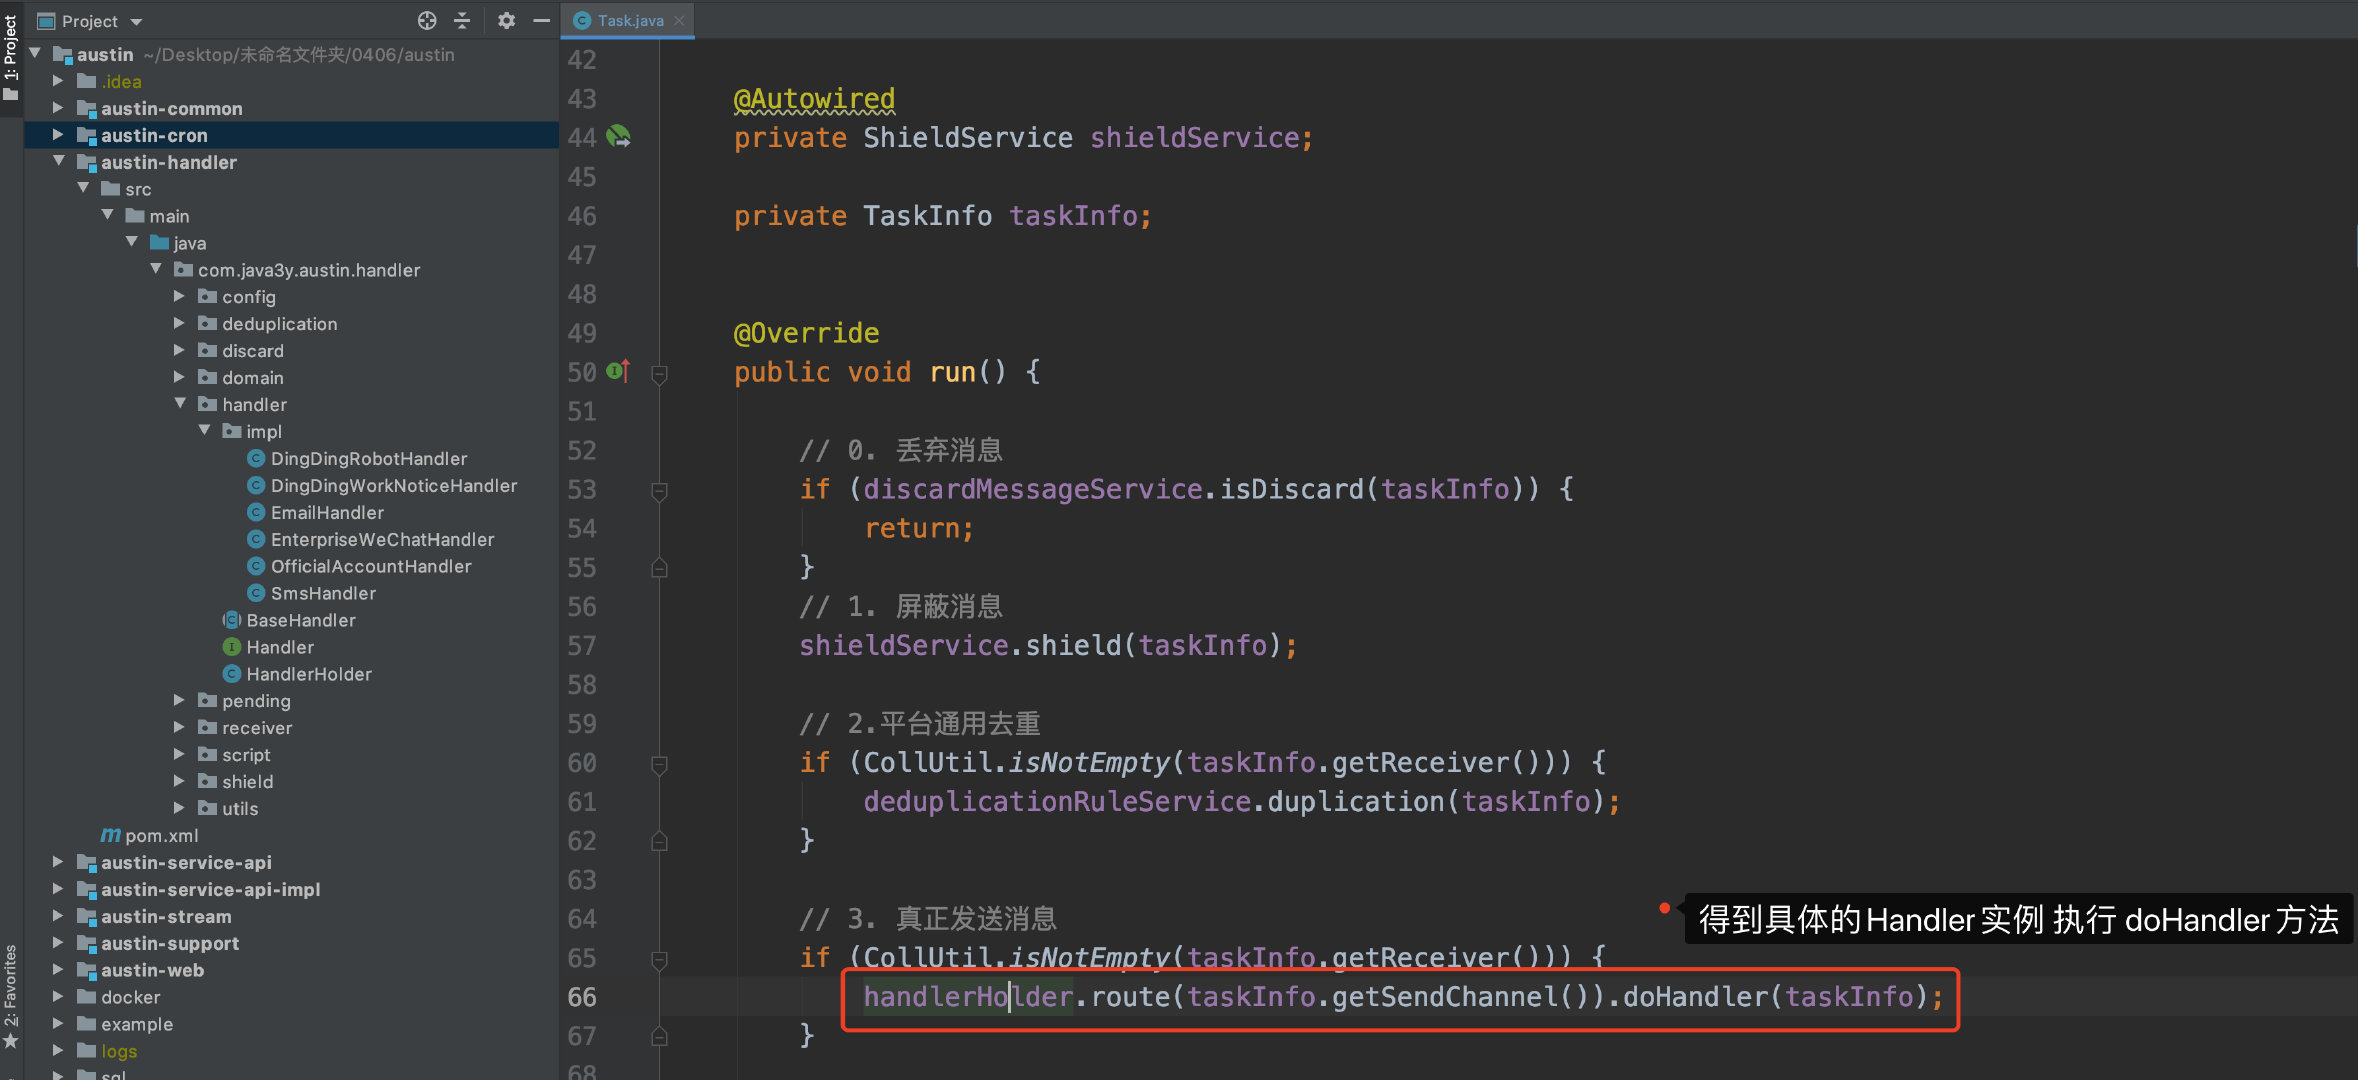 Project
Task.java
1: Project
austin ~/Desktop/未命名文件夹/0406/austin
.idea
austin-common
austin-cron
austin-handler
src
main
java
com.java3y.austin.handler
config
deduplication
discard
domain
handler
impl
DingDingRobotHandler
DingDingWorkNoticeHandler
EmailHandler
EnterpriseWeChatHandler
OfficialAccountHandler
SmsHandler
BaseHandler
Handler
HandlerHolder
pending
receiver
script
shield
utils
pom.xml
austin-service-api
austin-service-api-impl
austin-stream
austin-support
austin-web
docker
example
logs
sql
2: Favorites
42
43 @Autowired
44 private ShieldService shieldService;
45
46 private TaskInfo taskInfo;
47
48
49 @Override
50 public void run() {
51
52 // 0. 丢弃消息
53 if (discardMessageService.isDiscard(taskInfo)) {
54 return;
55 }
56 // 1. 屏蔽消息
57 shieldService.shield(taskInfo);
58
59 // 2.平台通用去重
60 if (CollUtil.isNotEmpty(taskInfo.getReceiver())) {
61 deduplicationRuleService.duplication(taskInfo);
62 }
63
64 // 3. 真正发送消息
得到具体的Handler实例 执行 doHandler方法
65 if (CollUtil.isNotEmpty(taskInfo.getReceiver())) {
66 handlerHolder.route(taskInfo.getSendChannel()).doHandler(taskInfo);
67 }
68